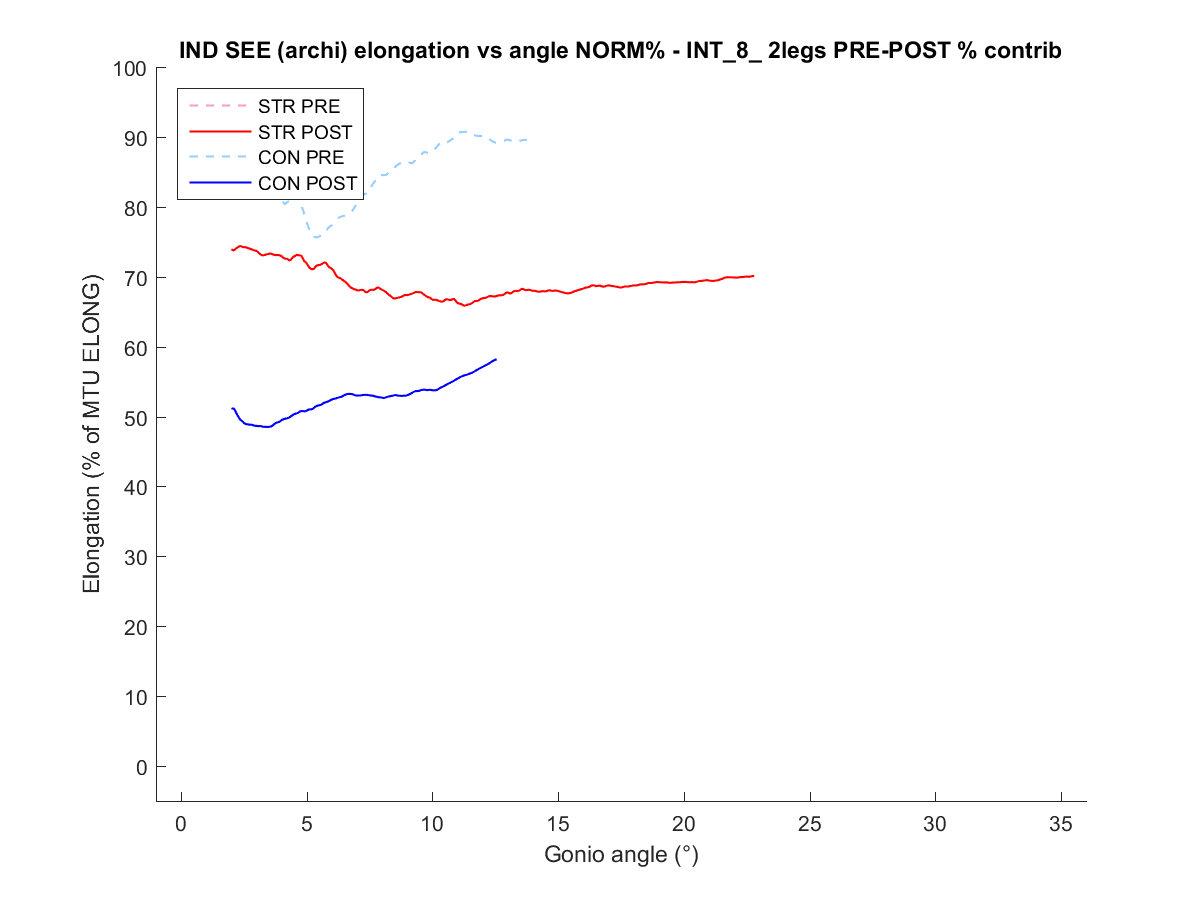 IND SEE (archi) elongation vs angle NORM% - INT_8_ 2legs PRE-POST % contrib
100
90
80
70
60
50
40
30
20
10
0
STR PRE
STR POST
CON PRE
CON POST
Elongation (% of MTU ELONG)
0 5 10 15 20 25 30 35
Gonio angle (°)